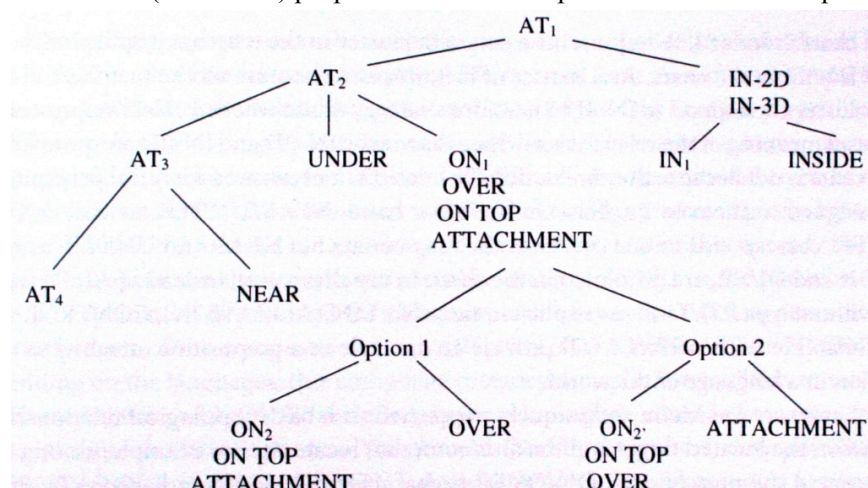 AT₁
AT₂
IN-2D
IN-3D
AT₃
UNDER
ON₁
IN₁
INSIDE
OVER
ON TOP
ATTACHMENT
AT₄
NEAR
Option 1
Option 2
ON₂
OVER
ON₂'
ATTACHMENT
ON TOP
ON TOP
ATTACHMENT
OVER